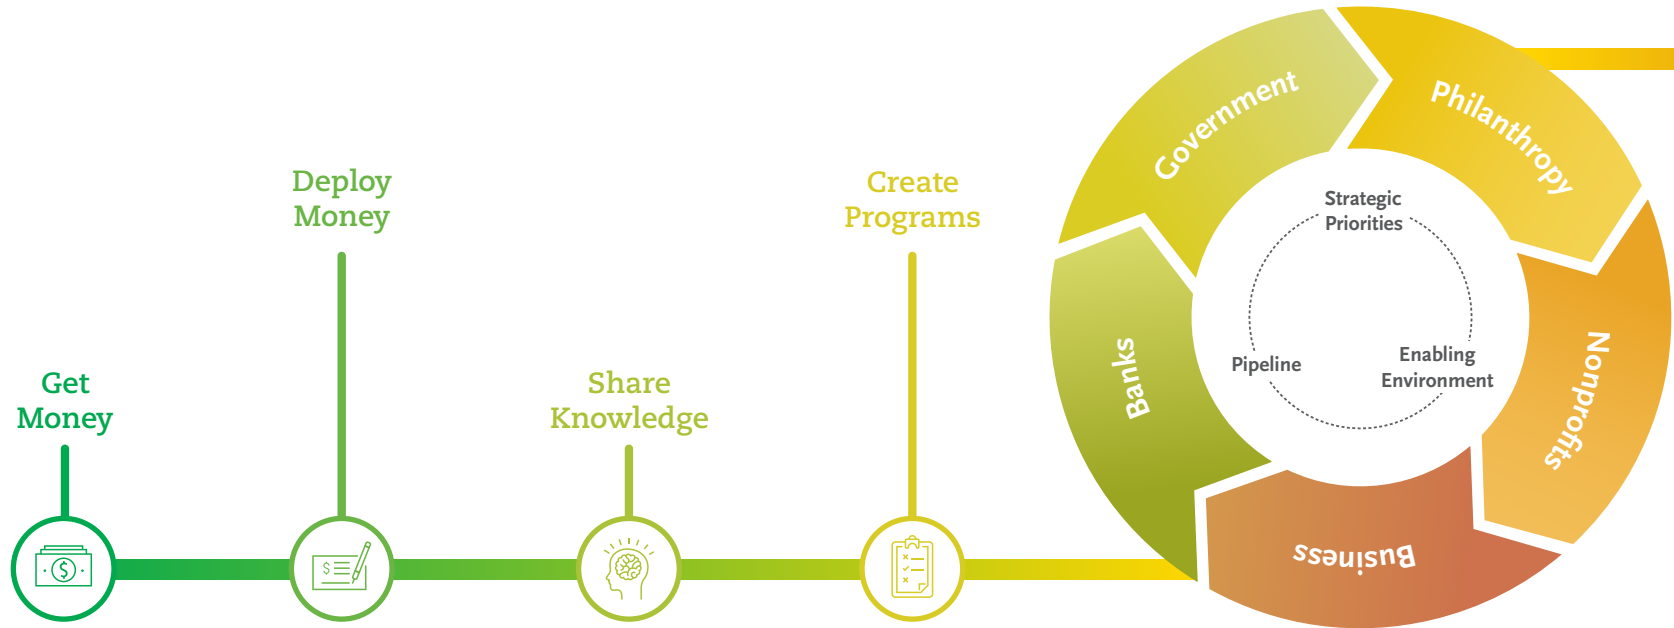 Get
Money
Deploy
Money
Share
Knowledge
Create
Programs
$
$
Government
Philanthropy
Nonprofits
Business
Banks
Strategic
Priorities
Enabling
Environment
Pipeline